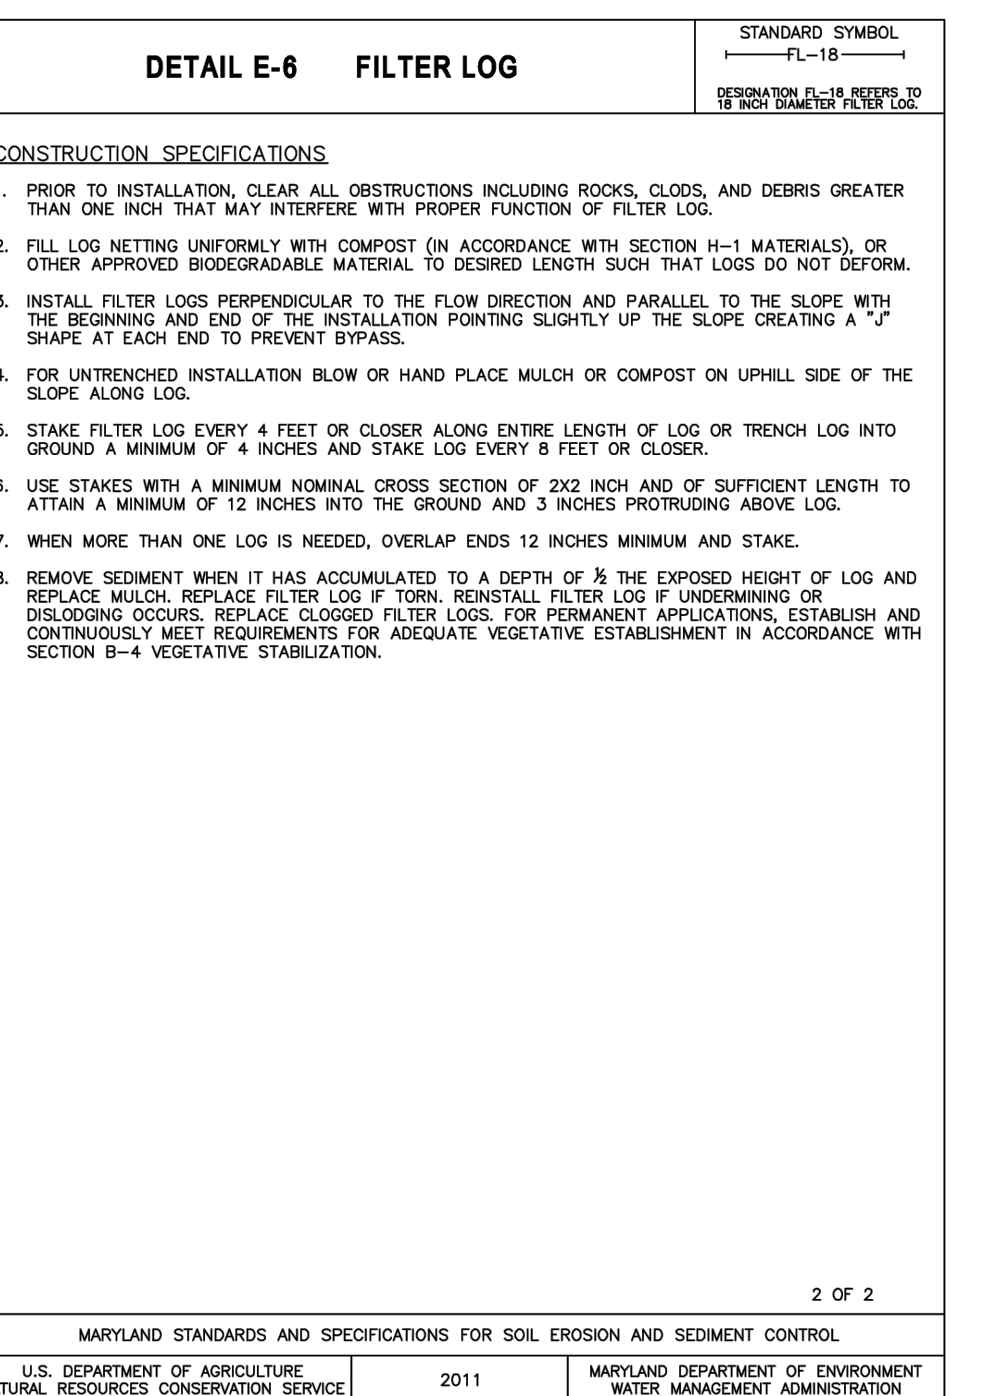 DETAIL E-6 FILTER LOG
STANDARD SYMBOL
FL-18
DESIGNATION FL-18 REFERS TO
18 INCH DIAMETER FILTER LOG.
CONSTRUCTION SPECIFICATIONS
. PRIOR TO INSTALLATION, CLEAR ALL OBSTRUCTIONS INCLUDING ROCKS, CLODS, AND DEBRIS GREATER
THAN ONE INCH THAT MAY INTERFERE WITH PROPER FUNCTION OF FILTER LOG.
2. FILL LOG NETTING UNIFORMLY WITH COMPOST (IN ACCORDANCE WITH SECTION H-1 MATERIALS), OR
OTHER APPROVED BIODEGRADABLE MATERIAL TO DESIRED LENGTH SUCH THAT LOGS DO NOT DEFORM.
3. INSTALL FILTER LOGS PERPENDICULAR TO THE FLOW DIRECTION AND PARALLEL TO THE SLOPE WITH
THE BEGINNING AND END OF THE INSTALLATION POINTING SLIGHTLY UP THE SLOPE CREATING A "J"
SHAPE AT EACH END TO PREVENT BYPASS.
4. FOR UNTRENCHED INSTALLATION BLOW OR HAND PLACE MULCH OR COMPOST ON UPHILL SIDE OF THE
SLOPE ALONG LOG.
5. STAKE FILTER LOG EVERY 4 FEET OR CLOSER ALONG ENTIRE LENGTH OF LOG OR TRENCH LOG INTO
GROUND A MINIMUM OF 4 INCHES AND STAKE LOG EVERY 8 FEET OR CLOSER.
6. USE STAKES WITH A MINIMUM NOMINAL CROSS SECTION OF 2X2 INCH AND OF SUFFICIENT LENGTH TO
ATTAIN A MINIMUM OF 12 INCHES INTO THE GROUND AND 3 INCHES PROTRUDING ABOVE LOG.
7. WHEN MORE THAN ONE LOG IS NEEDED, OVERLAP ENDS 12 INCHES MINIMUM AND STAKE.
8. REMOVE SEDIMENT WHEN IT HAS ACCUMULATED TO A DEPTH OF ½ THE EXPOSED HEIGHT OF LOG AND
REPLACE MULCH. REPLACE FILTER LOG IF TORN. REINSTALL FILTER LOG IF UNDERMINING OR
DISLODGING OCCURS. REPLACE CLOGGED FILTER LOGS. FOR PERMANENT APPLICATIONS, ESTABLISH AND
CONTINUOUSLY MEET REQUIREMENTS FOR ADEQUATE VEGETATIVE ESTABLISHMENT IN ACCORDANCE WITH
SECTION B-4 VEGETATIVE STABILIZATION.
2 OF 2
MARYLAND STANDARDS AND SPECIFICATIONS FOR SOIL EROSION AND SEDIMENT CONTROL
U.S. DEPARTMENT OF AGRICULTURE
TURAL RESOURCES CONSERVATION SERVICE
2011
MARYLAND DEPARTMENT OF ENVIRONMENT
WATER MANAGEMENT ADMINISTRATION